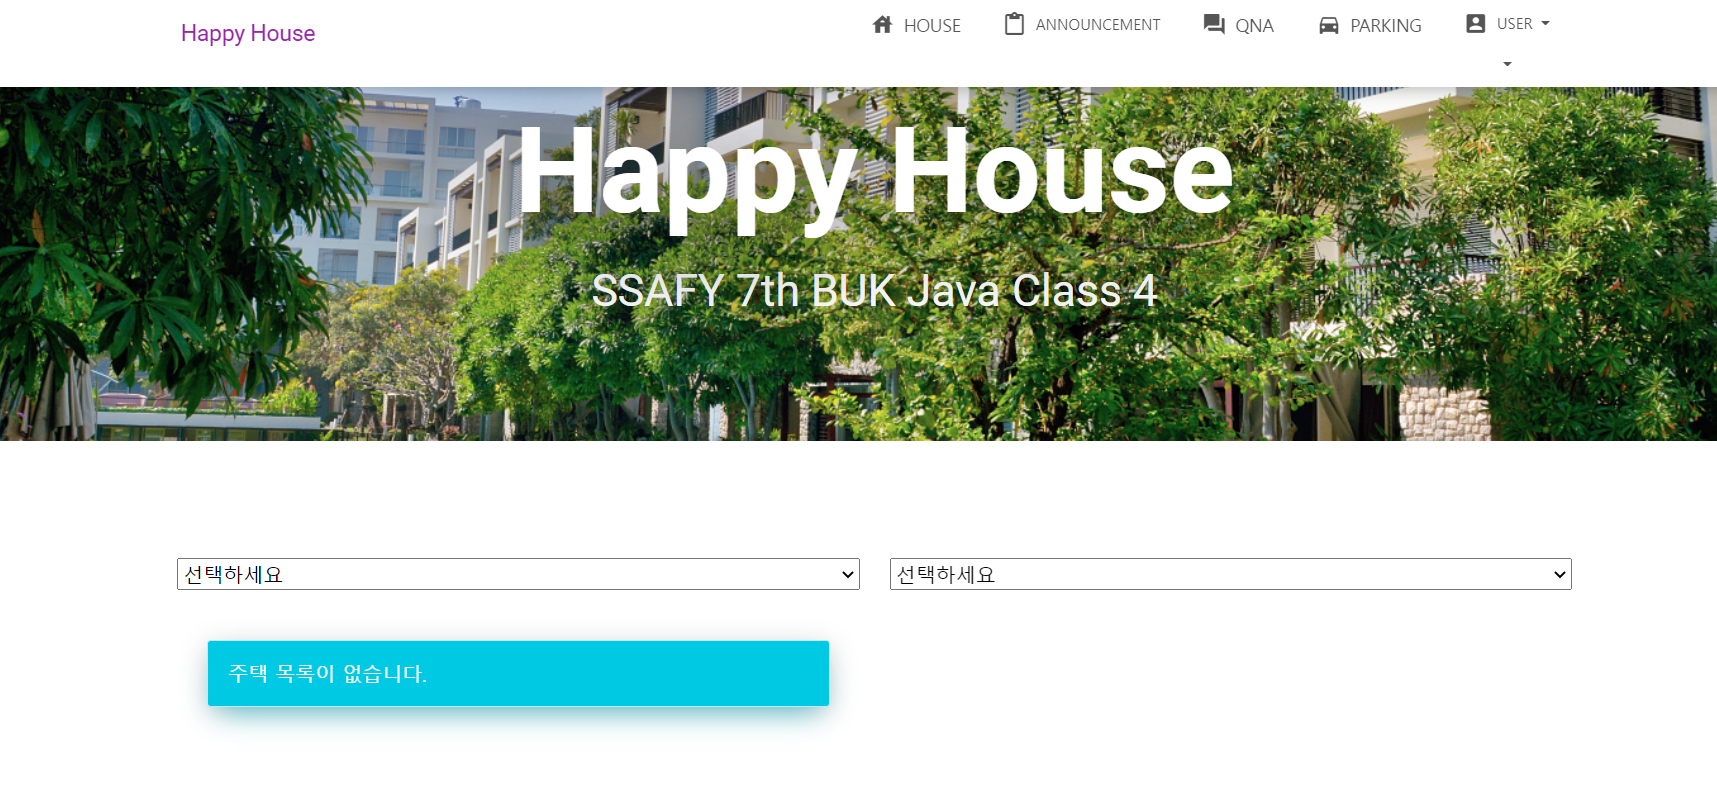 Happy House
HOUSE
ANNOUNCEMENT
QNA
PARKING
USER
Happy House
SSAFY 7th BUK Java Class 4
선택하세요
선택하세요
주택 목록이 없습니다.